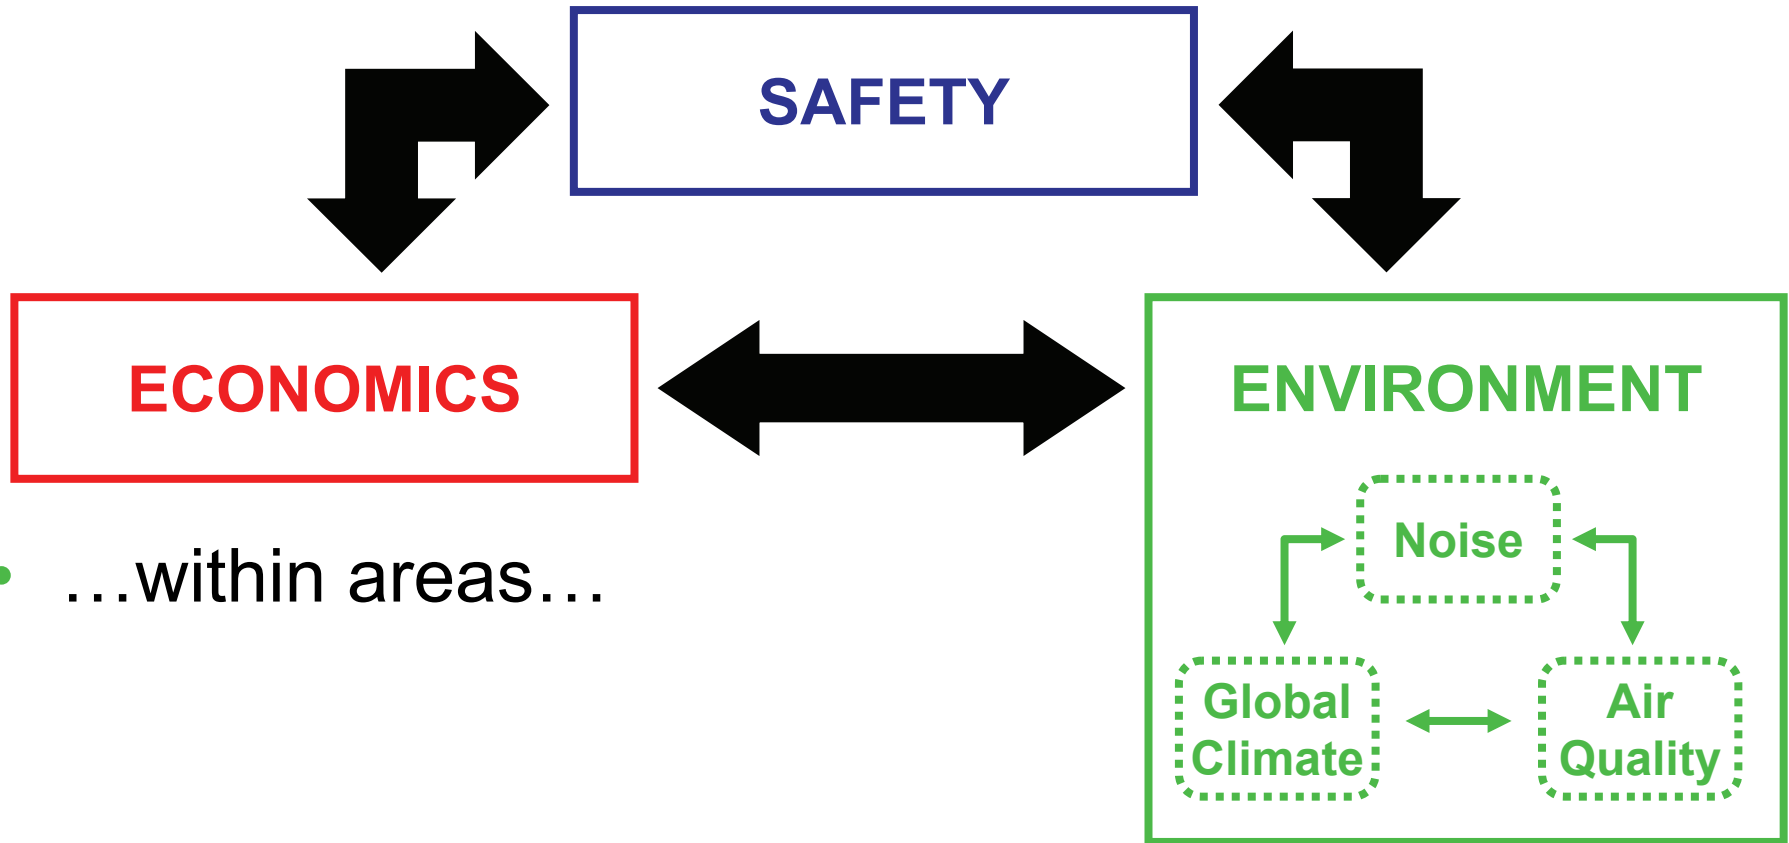 SAFETY
ECONOMICS
ENVIRONMENT
Noise
• …within areas…
Global
Climate
Air
Quality